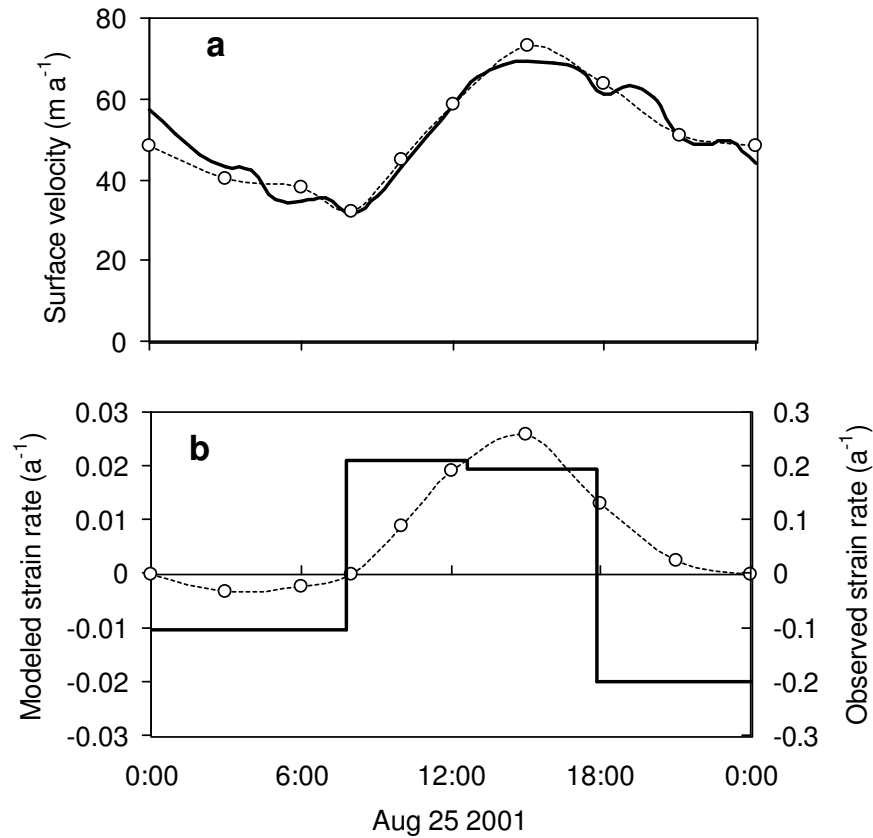 a
80
60
40
20
0
Surface velocity (m a⁻¹)
b
0.03
0.02
0.01
0
-0.01
-0.02
-0.03
Modeled strain rate (a⁻¹)
0.3
0.2
0.1
0
-0.1
-0.2
-0.3
Observed strain rate (a⁻¹)
0:00 6:00 12:00 18:00 0:00
Aug 25 2001